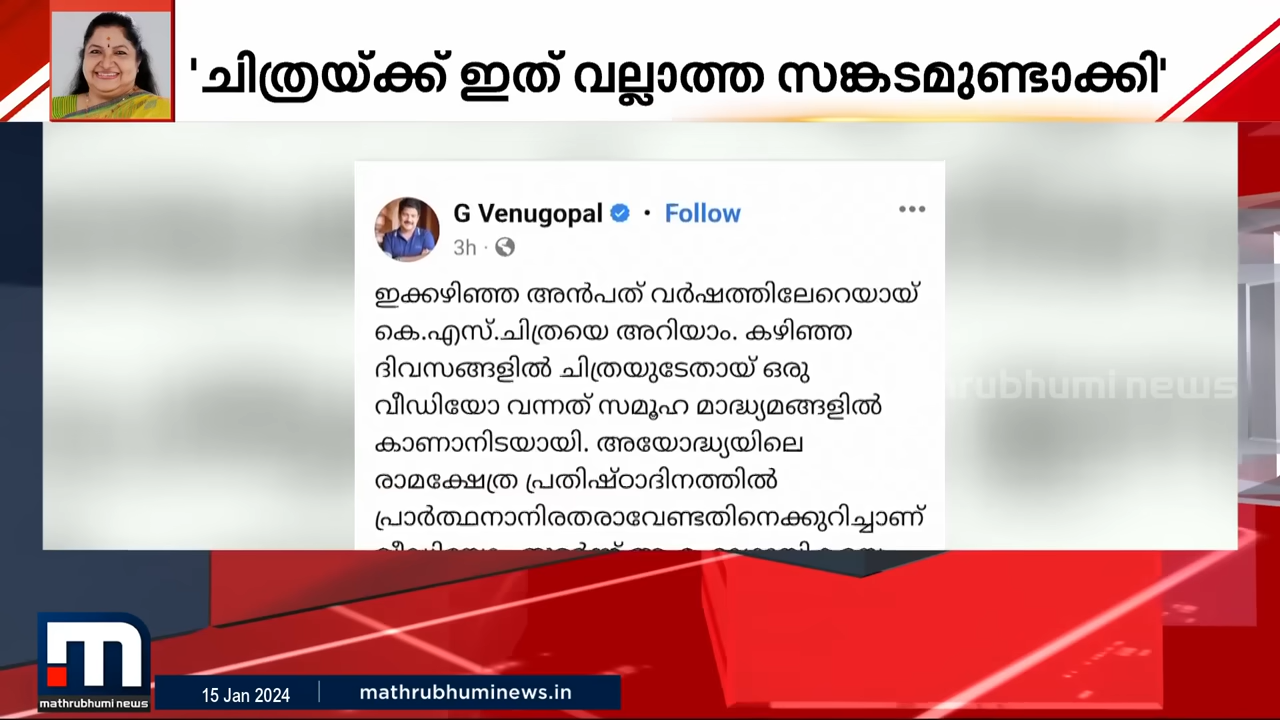 'ചിത്രയ്ക്ക് ഇത് വല്ലാത്ത സങ്കടമുണ്ടാക്കി'
G Venugopal • Follow
3h ·
ഇക്കഴിഞ്ഞ അൻപത് വർഷത്തിലേറെയായ്
കെ.എസ്.ചിത്രയെ അറിയാം. കഴിഞ്ഞ
ദിവസങ്ങളിൽ ചിത്രയുടേതായ് ഒരു
വീഡിയോ വന്നത് സമൂഹ മാദ്ധ്യമങ്ങളിൽ
കാണാനിടയായി. അയോദ്ധ്യയിലെ
രാമക്ഷേത്ര പ്രതിഷ്ഠാദിനത്തിൽ
പ്രാർത്ഥനാനിരതരാവേണ്ടതിനെക്കുറിച്ചാണ്
mathrubhumi news
mathrubhumi news
15 Jan 2024
mathrubhuminews.in